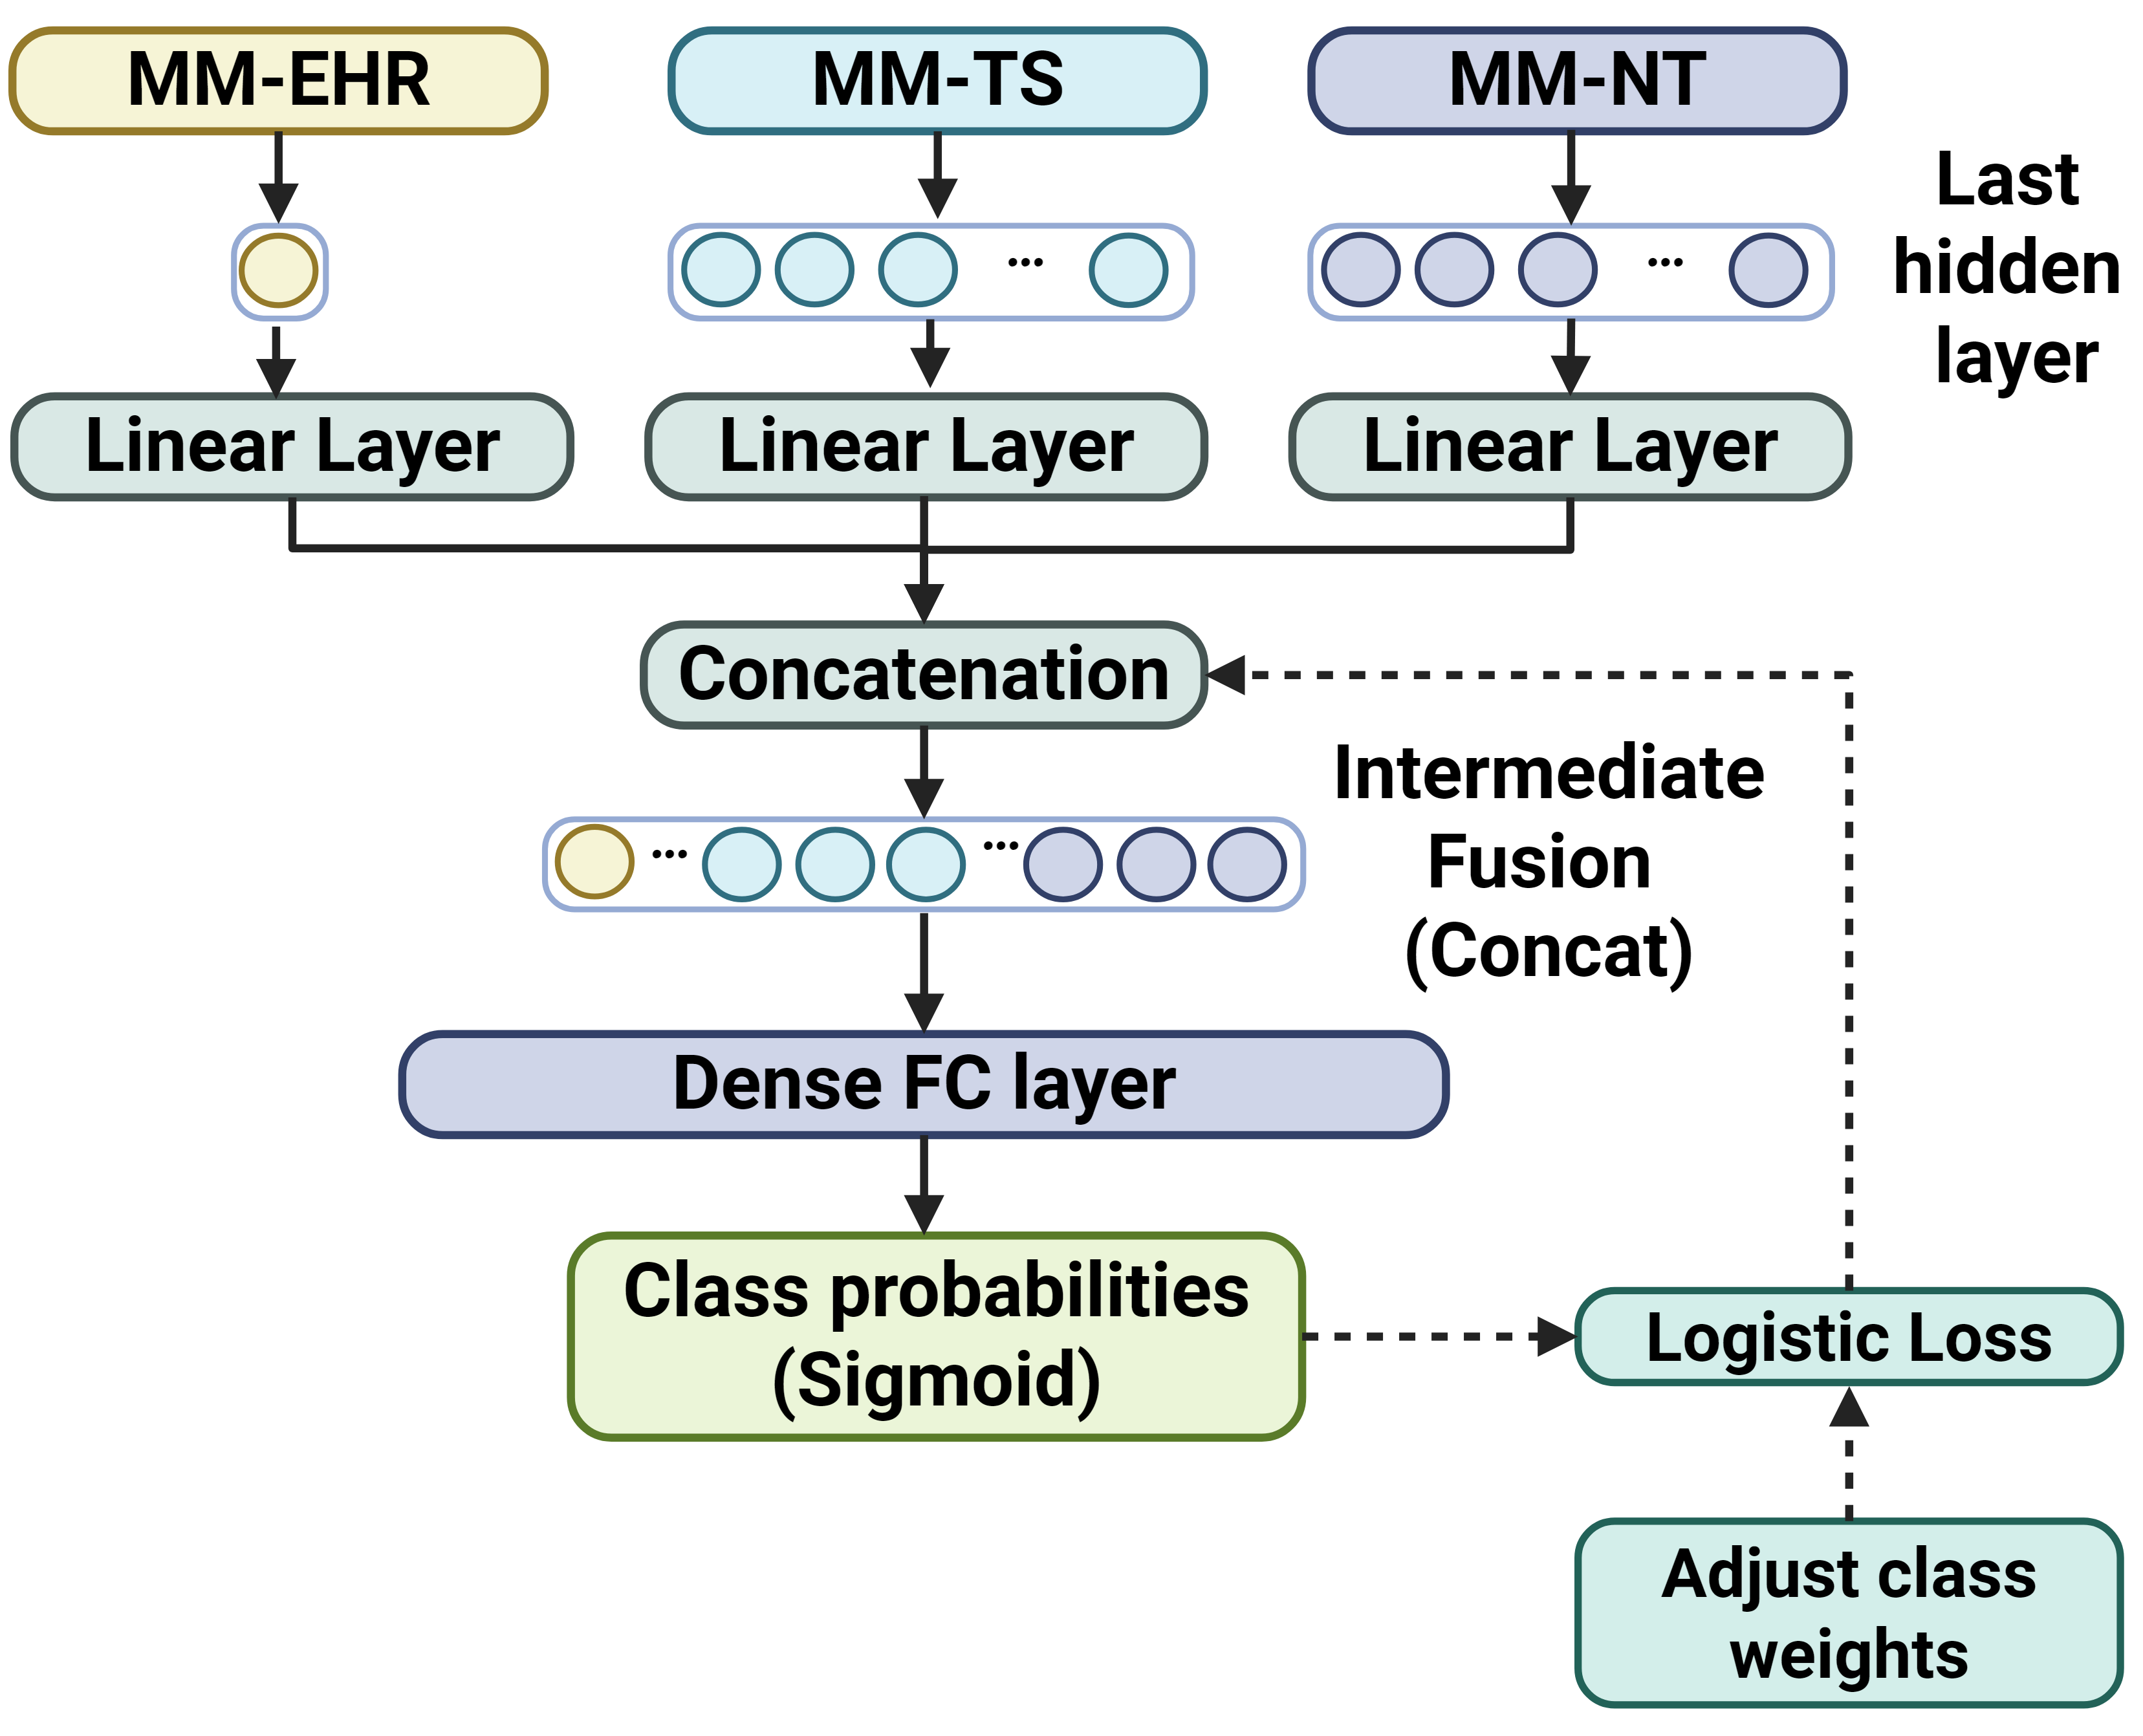 MM-EHR
MM-TS
MM-NT
...
...
Last
hidden
layer
Linear Layer
Linear Layer
Linear Layer
Concatenation
Intermediate
Fusion
(Concat)
...
...
Dense FC layer
Class probabilities
(Sigmoid)
Logistic Loss
Adjust class
weights